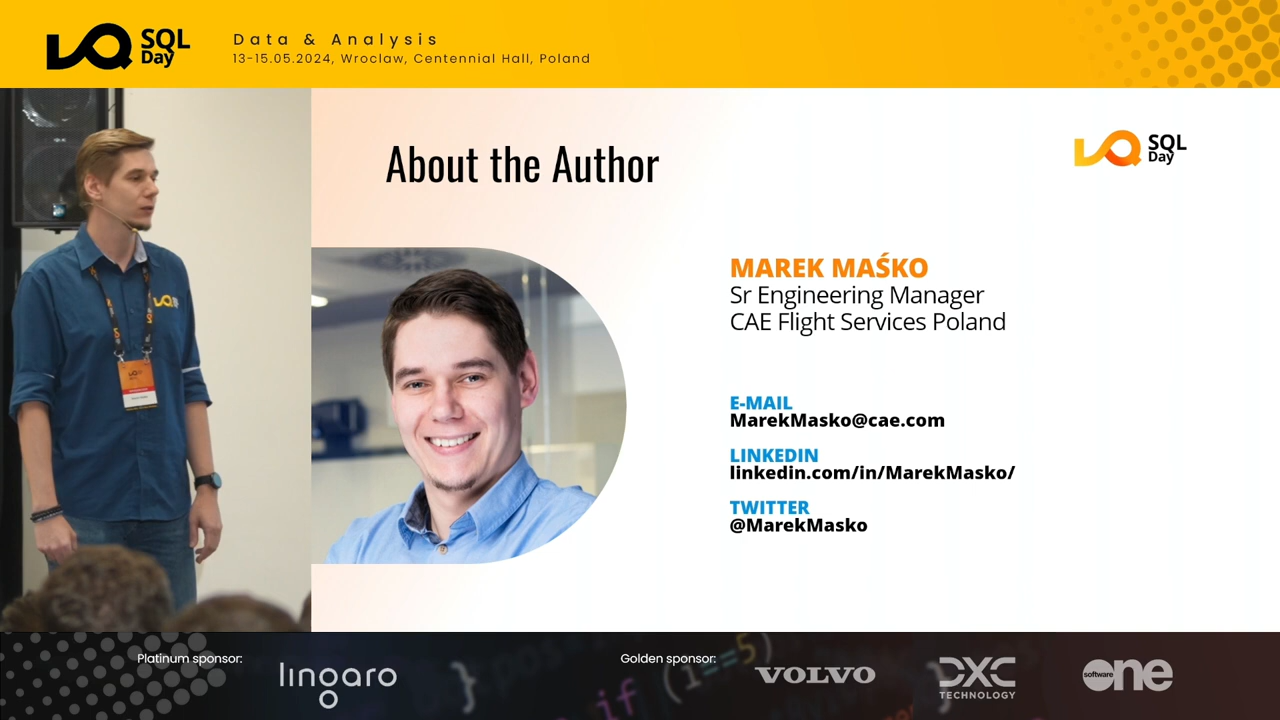 SQL
Day
Data & Analysis
13-15.05.2024, Wroclaw, Centennial Hall, Poland
About the Author
SQL
Day
MAREK MAŚKO
Sr Engineering Manager
CAE Flight Services Poland
E-MAIL
MarekMasko@cae.com
LINKEDIN
linkedin.com/in/MarekMasko/
TWITTER
@MarekMasko
Platinum sponsor:
lingaro
Golden sponsor:
VOLVO
DXC
TECHNOLOGY
software
one
if (i=5)